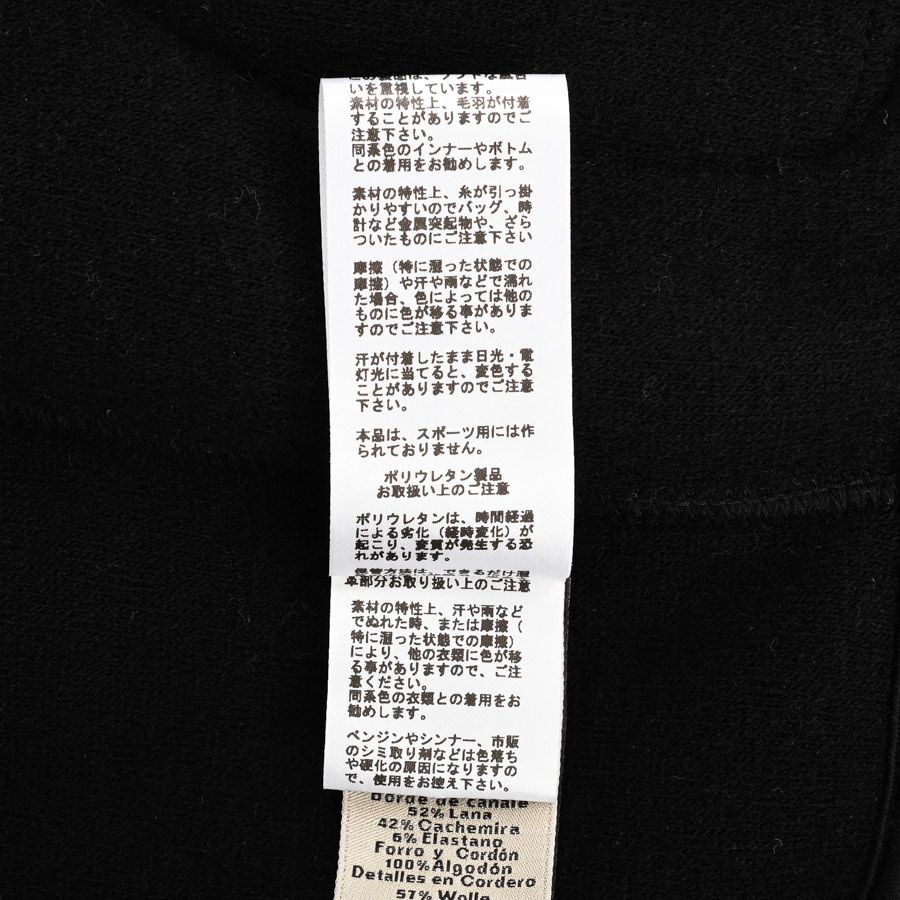 いを重視しています。
素材の特性上、毛羽が付着
することがありますのでご
注意下さい。
同系色のインナーやボトム
との着用をお勧めします。
素材の特性上、糸が引っ掛
かりやすいのでバッグ、時
計など金属突起物や、ざら
ついたものにご注意下さい
摩擦（特に湿った状態での
摩擦）や汗や雨などで濡れ
た場合、色によっては他の
ものに色が移る事がありま
すのでご注意下さい。
汗が付着したまま日光・電
灯光に当てると、変色する
ことがありますのでご注意
下さい。
本品は、スポーツ用には作
られておりません。
ポリウレタン製品
お取扱い上のご注意
ポリウレタンは、時間経過
による劣化（経時変化）が
起こり、変質が発生する恐
れがあります。
革部分お取り扱い上のご注意
素材の特性上、汗や雨など
でぬれた時、または摩擦（
特に湿った状態での摩擦）
により、他の衣類に色が移
る事がありますので、ご注
意ください。
同系色の衣類との着用をお
勧めします。
ベンジンやシンナー、市販
のシミ取り剤などは色落ち
や硬化の原因になりますの
で、使用をお控え下さい。
Borde de canalé
52% Lana
42% Cachemira
6% Elastano
Forro y Cordón
100% Algodón
Detalles en Cordero
57% Wolle